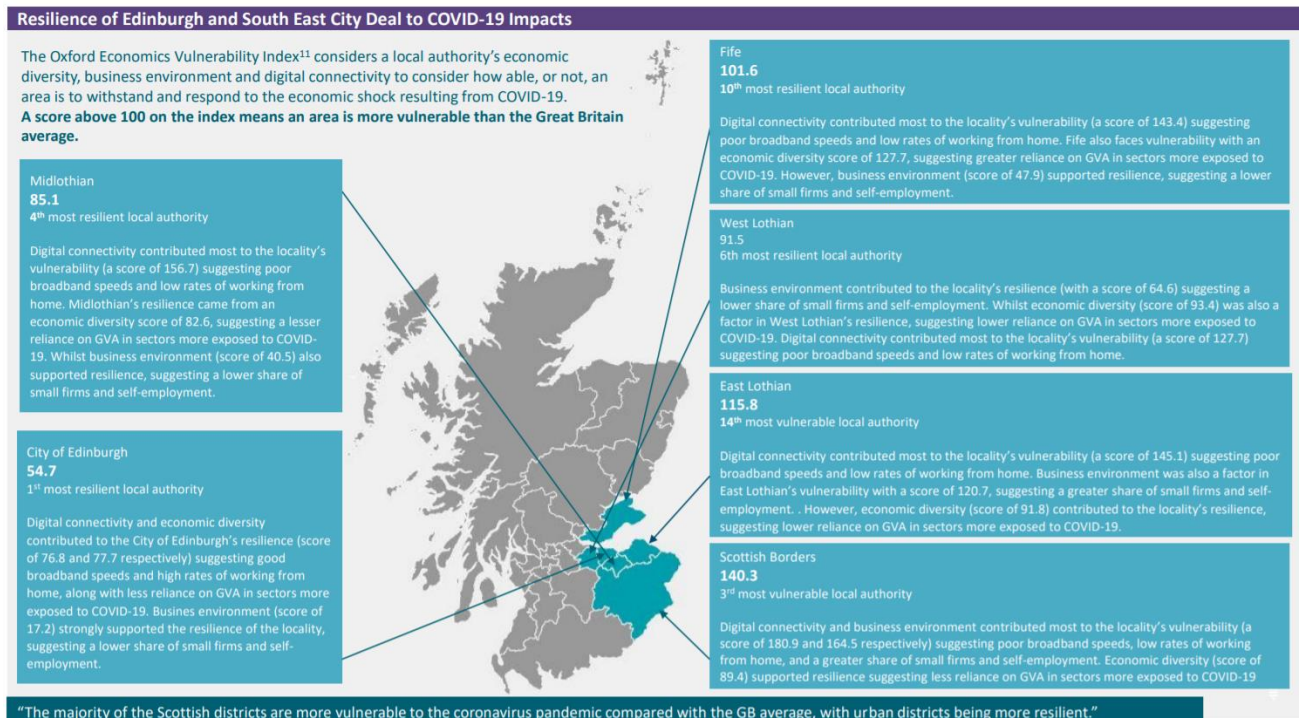 Resilience of Edinburgh and South East City Deal to COVID-19 Impacts
The Oxford Economics Vulnerability Index11 considers a local authority's economic
diversity, business environment and digital connectivity to consider how able, or not, an
area is to withstand and respond to the economic shock resulting from COVID-19.
A score above 100 on the index means an area is more vulnerable than the Great Britain
average.
Midlothian
85.1
4th most resilient local authority
Digital connectivity contributed most to the locality's
vulnerability (a score of 156.7) suggesting poor
broadband speeds and low rates of working from
home. Midlothian's resilience came from an
economic diversity score of 82.6, suggesting a lesser
reliance on GVA in sectors more exposed to COVID-
19. Whilst business environment (score of 40.5) also
supported resilience, suggesting a lower share of
small firms and self-employment.
City of Edinburgh
54.7
1st most resilient local authority
Digital connectivity and economic diversity
contributed to the City of Edinburgh's resilience (score
of 76.8 and 77.7 respectively) suggesting good
broadband speeds and high rates of working from
home, along with less reliance on GVA in sectors more
exposed to COVID-19. Busines environment (score of
17.2) strongly supported the resilience of the locality,
suggesting a lower share of small firms and self-
employment.
Fife
101.6
10th most resilient local authority
Digital connectivity contributed most to the locality's vulnerability (a score of 143.4) suggesting
poor broadband speeds and low rates of working from home. Fife also faces vulnerability with an
economic diversity score of 127.7, suggesting greater reliance on GVA in sectors more exposed to
COVID-19. However, business environment (score of 47.9) supported resilience, suggesting a lower
share of small firms and self-employment.
West Lothian
91.5
6th most resilient local authority
Business environment contributed to the locality's resilience (with a score of 64.6) suggesting a
lower share of small firms and self-employment. Whilst economic diversity (score of 93.4) was also a
factor in West Lothian's resilience, suggesting lower reliance on GVA in sectors more exposed to
COVID-19. Digital connectivity contributed most to the locality's vulnerability (a score of 127.7)
suggesting poor broadband speeds and low rates of working from home.
East Lothian
115.8
14th most vulnerable local authority
Digital connectivity contributed most to the locality's vulnerability (a score of 145.1) suggesting poor
broadband speeds and low rates of working from home. Business environment was also a factor in
East Lothian's vulnerability with a score of 120.7, suggesting a greater share of small firms and self-
employment. . However, economic diversity (score of 91.8) contributed to the locality's resilience,
suggesting lower reliance on GVA in sectors more exposed to COVID-19.
Scottish Borders
140.3
3rd most vulnerable local authority
Digital connectivity and business environment contributed most to the locality's vulnerability (a
score of 180.9 and 164.5 respectively) suggesting poor broadband speeds, low rates of working
from home, and a greater share of small firms and self-employment. Economic diversity (score of
89.4) supported resilience suggesting less reliance on GVA in sectors more exposed to COVID-19
"The majority of the Scottish districts are more vulnerable to the coronavirus pandemic compared with the GB average, with urban districts being more resilient."